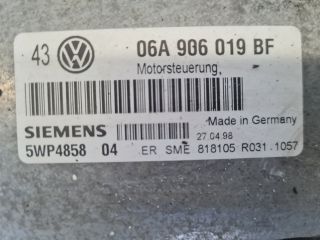 43 06A 906 019 BF
Motorsteuerung
Made in Germany
SIEMENS 27.04.98
5WP4858 04 ER SME 818105 R031.1057